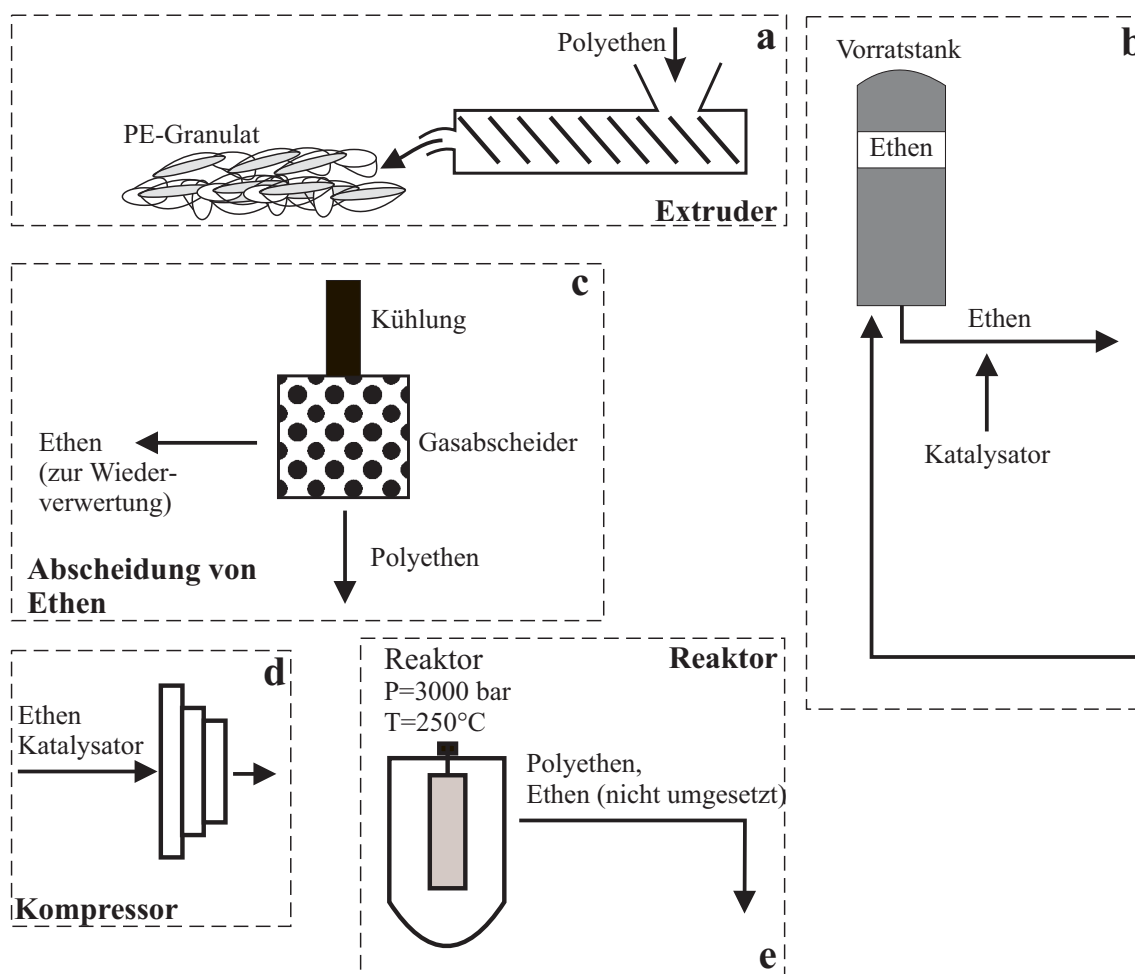 a
Polyethen
PE-Granulat
Extruder
b
Vorratstank
Ethen
Ethen
Katalysator
c
Kühlung
Ethen
(zur Wieder-
verwertung)
Gasabscheider
Polyethen
Abscheidung von
Ethen
d
Ethen
Katalysator
Kompressor
Reaktor
P=3000 bar
T=250°C
Reaktor
Polyethen,
Ethen (nicht umgesetzt)
e